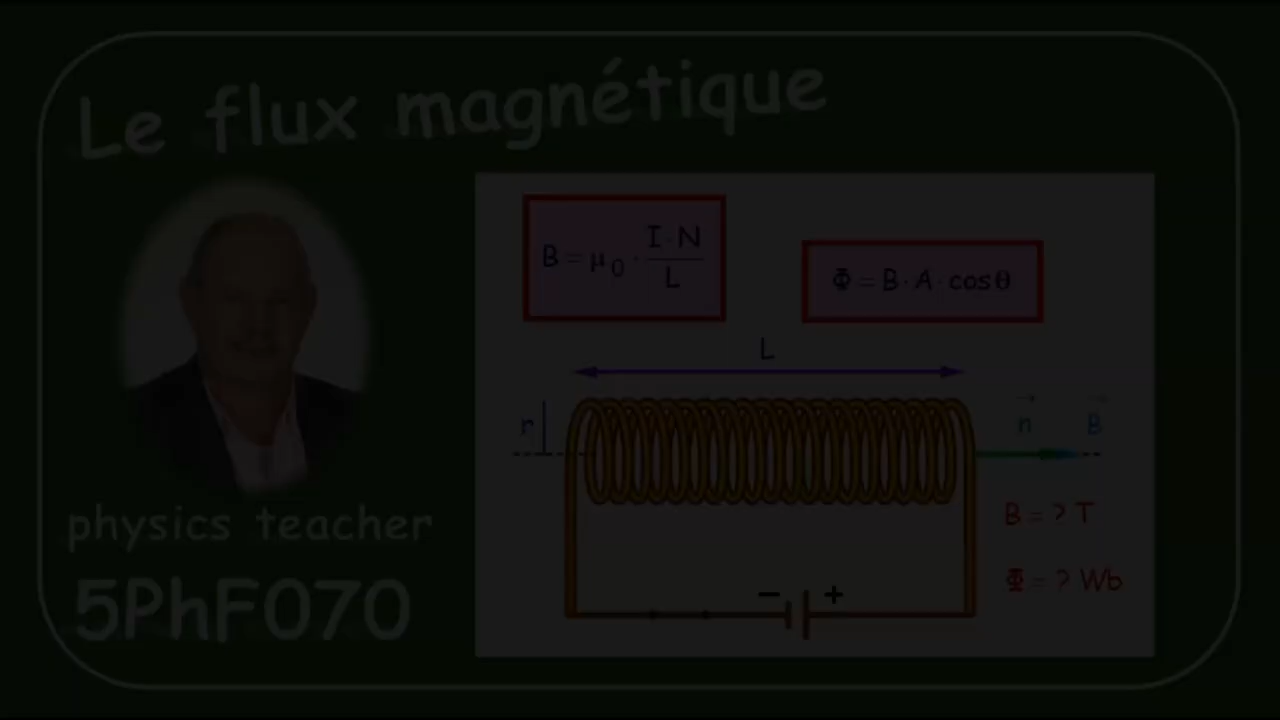 Le flux magnétique
B = μ0 · I · N / L
Φ = B · A · cosθ
L
r
n
B
B = ? T
Φ = ? Wb
− +
physics teacher
5PhF070